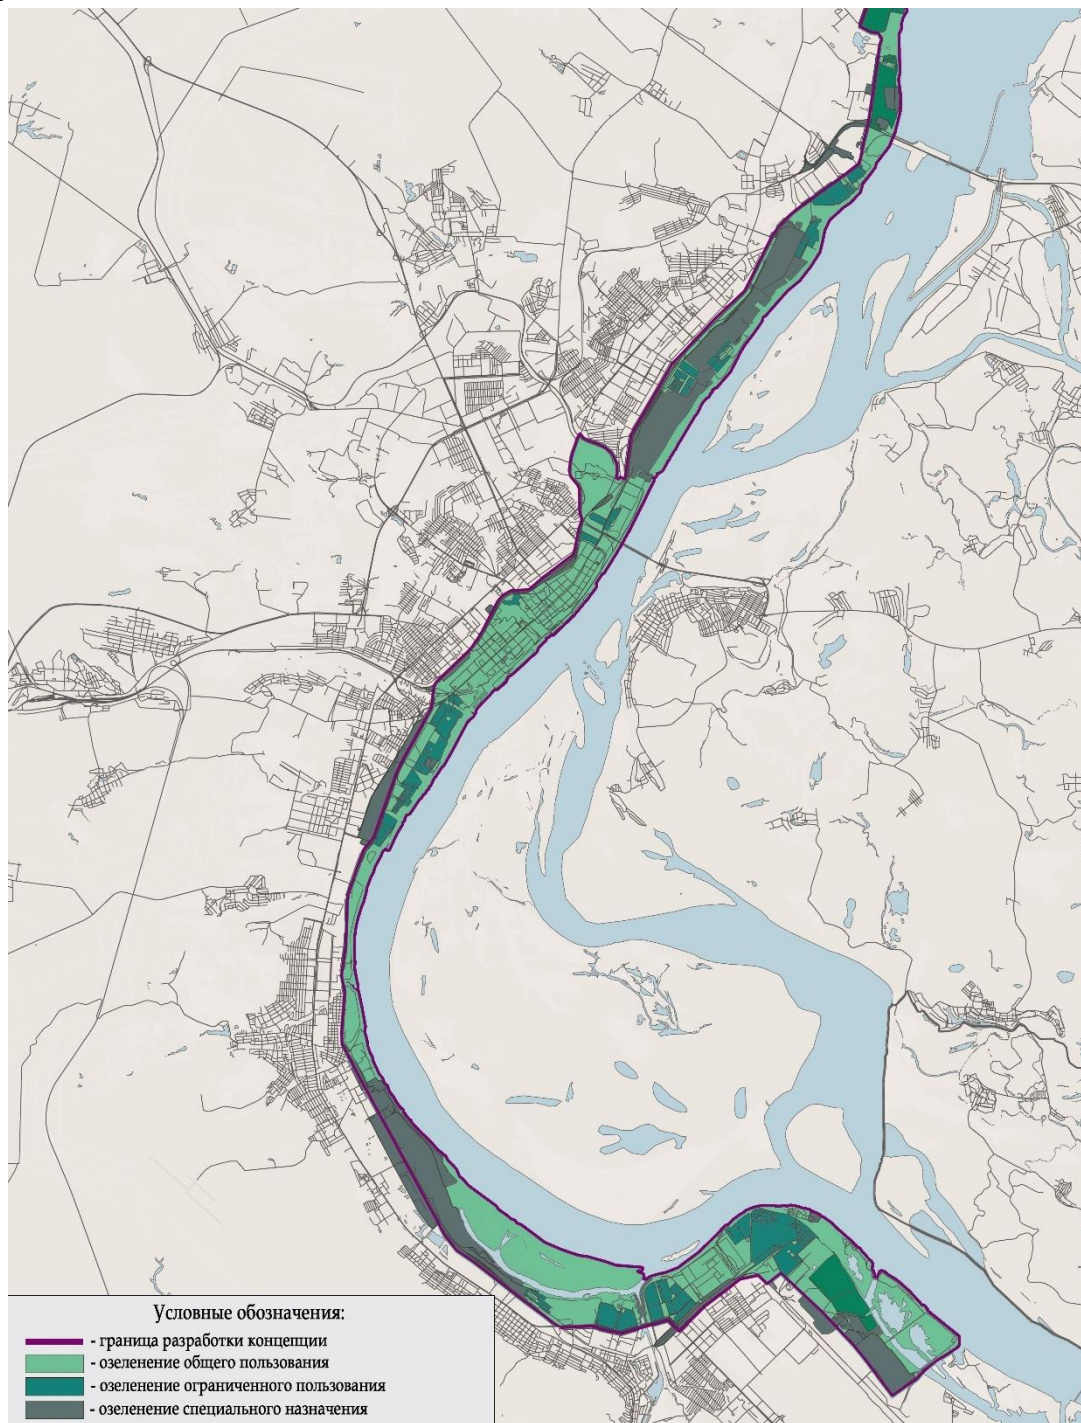 Условные обозначения:
- граница разработки концепции
- озеленение общего пользования
- озеленение ограниченного пользования
- озеленение специального назначения